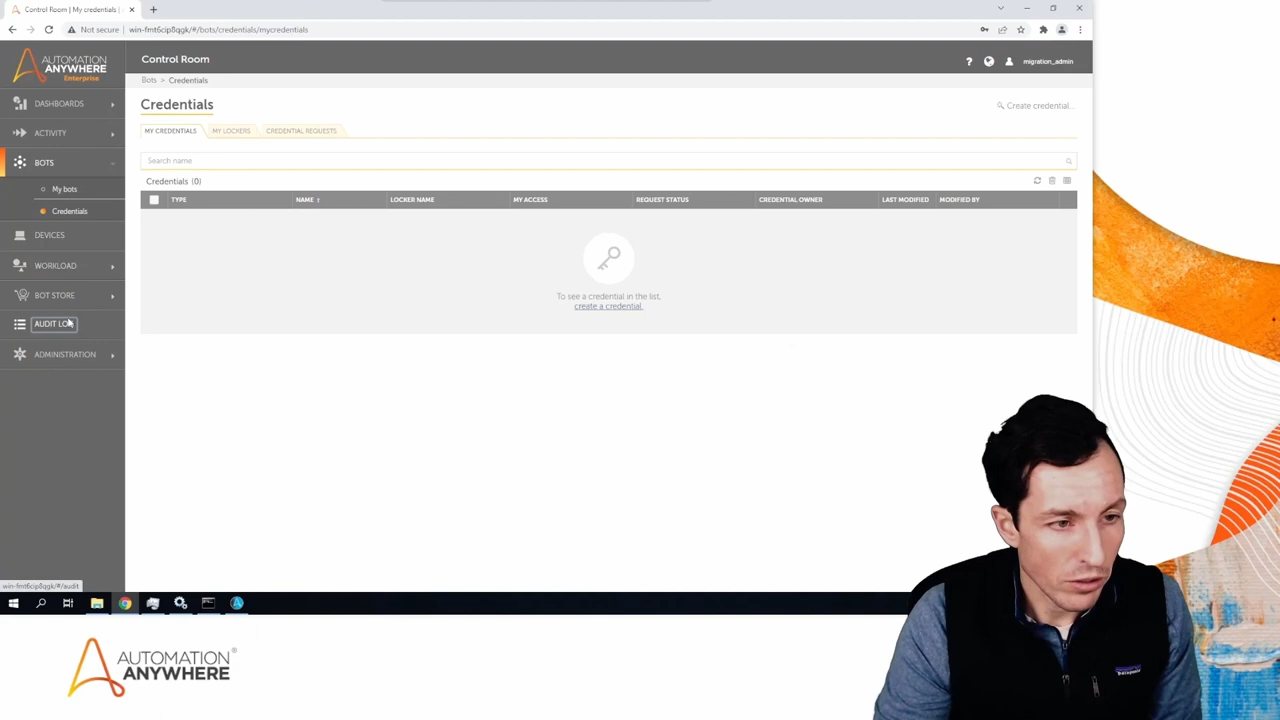 Control Room | My credentials |
Not secure
win-fmt6cip8qgk/#/bots/credentials/mycredentials
AUTOMATION
ANYWHERE
Enterprise
Control Room
migration_admin
DASHBOARDS
ACTIVITY
BOTS
My bots
Credentials
DEVICES
WORKLOAD
BOT STORE
AUDIT LOG
ADMINISTRATION
Bots > Credentials
Credentials
Create credential...
MY CREDENTIALS
MY LOCKERS
CREDENTIAL REQUESTS
Search name
Credentials (0)
TYPE
NAME
LOCKER NAME
MY ACCESS
REQUEST STATUS
CREDENTIAL OWNER
LAST MODIFIED
MODIFIED BY
To see a credential in the list,
create a credential.
win-fmt6cip8qgk/#/audit
AUTOMATION
ANYWHERE
patagonia